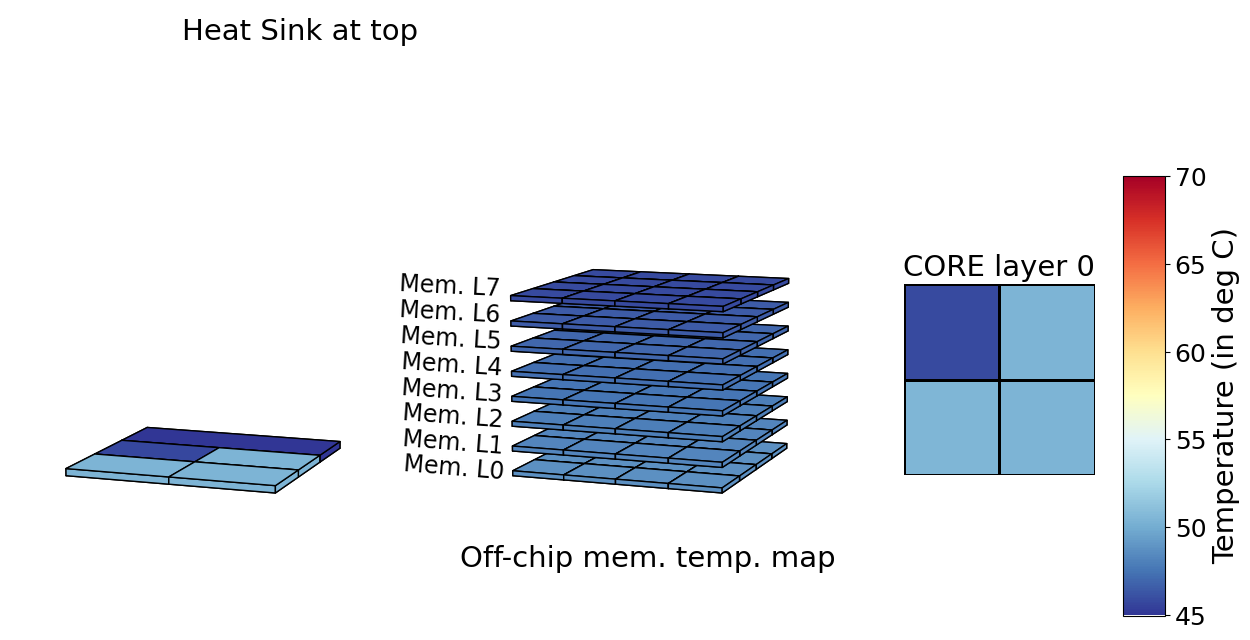 Heat Sink at top
Mem. L7
Mem. L6
Mem. L5
Mem. L4
Mem. L3
Mem. L2
Mem. L1
Mem. L0
Off-chip mem. temp. map
CORE layer 0
70
65
60
55
50
45
Temperature (in deg C)